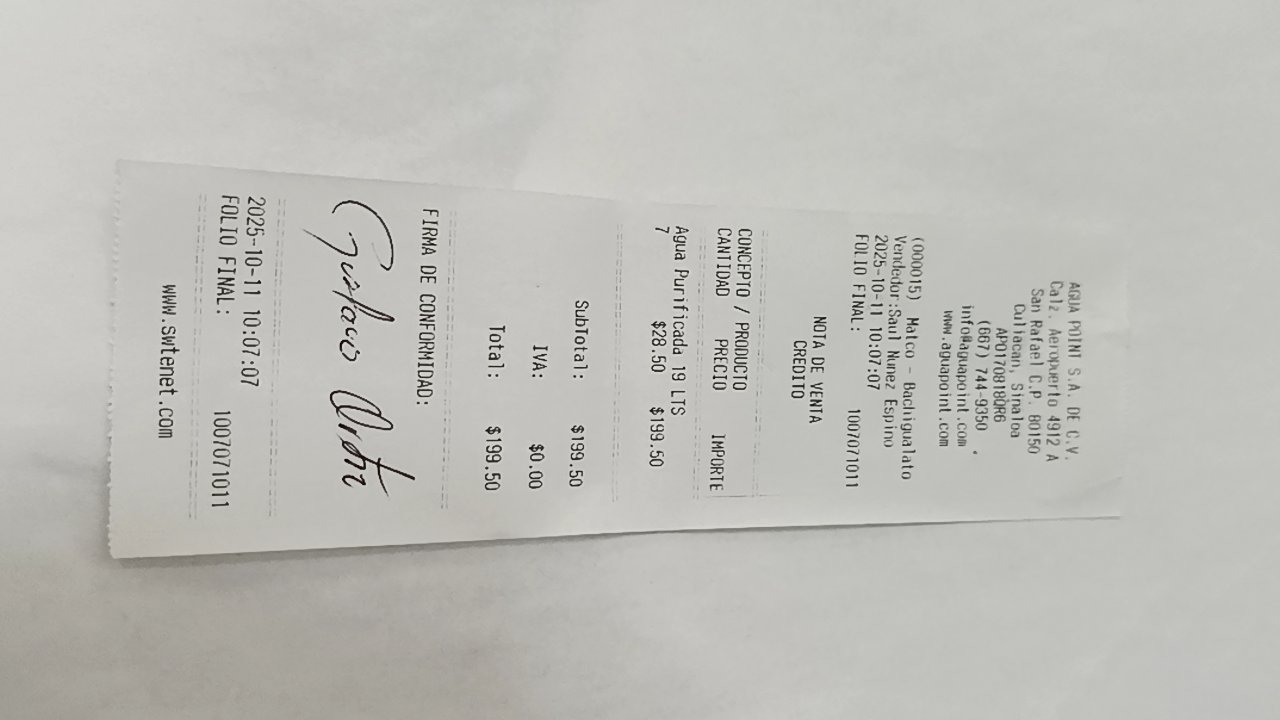 AGUA POINT S.A. DE C.V.
Calz. Aeropuerto 4912 A
San Rafael C.P. 80150
Culiacan, Sinaloa
APO170818QR6
(667) 744-9350
info@aguapoint.com
www.aguapoint.com
(000015) Matco - Bachigualato
Vendedor:Saul Nunez Espino
2025-10-11 10:07:07
FOLIO FINAL: 1007071011
NOTA DE VENTA
CREDITO
CONCEPTO / PRODUCTO
CANTIDAD PRECIO IMPORTE
Agua Purificada 19 LTS
7 $28.50 $199.50
SubTotal: $199.50
IVA: $0.00
Total: $199.50
FIRMA DE CONFORMIDAD:
Gustavo
2025-10-11 10:07:07
FOLIO FINAL: 1007071011
www.swtenet.com